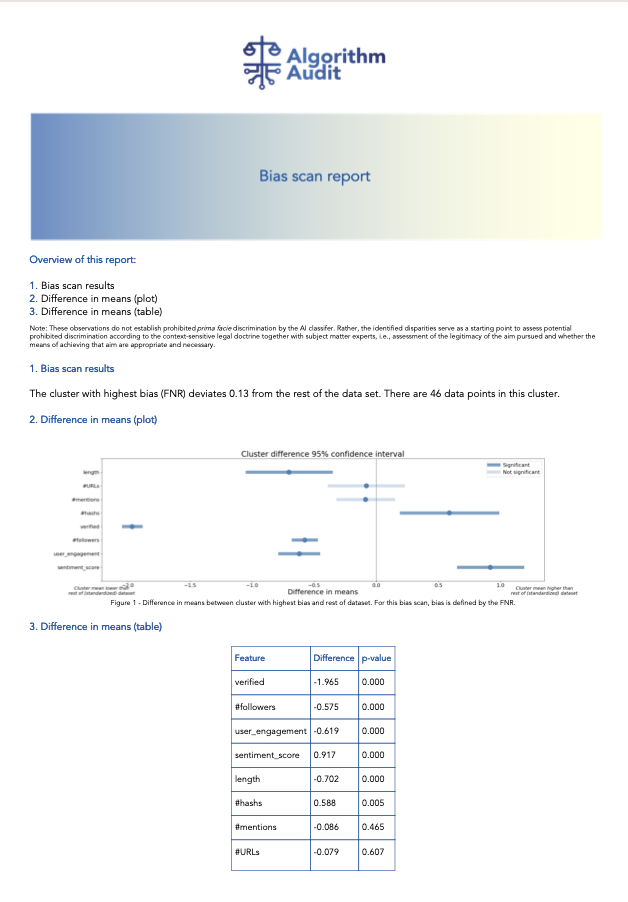 Algorithm
Audit
Bias scan report
Overview of this report:
1. Bias scan results
2. Difference in means (plot)
3. Difference in means (table)
Note: These observations do not establish prohibited prima facie discrimination by the AI classifer. Rather, the identified disparities serve as a starting point to assess potential
prohibited discrimination according to the context-sensitive legal doctrine together with subject matter experts, i.e., assessment of the legitimacy of the aim pursued and whether the
means of achieving that aim are appropriate and necessary.
1. Bias scan results
The cluster with highest bias (FNR) deviates 0.13 from the rest of the data set. There are 46 data points in this cluster.
2. Difference in means (plot)
Cluster difference 95% confidence interval
Significant
Not significant
length
#URLs
#mentions
#hashs
verified
#followers
user_engagement
sentiment_score
−2.0 −1.5 −1.0 −0.5 0.0 0.5 1.0
Cluster mean lower than
rest of (standardized) dataset
Difference in means
Cluster mean higher than
rest of (standardized) dataset
Figure 1 - Difference in means between cluster with highest bias and rest of dataset. For this bias scan, bias is defined by the FNR.
3. Difference in means (table)
Feature Difference p-value
verified -1.965 0.000
#followers -0.575 0.000
user_engagement -0.619 0.000
sentiment_score 0.917 0.000
length -0.702 0.000
#hashs 0.588 0.005
#mentions -0.086 0.465
#URLs -0.079 0.607